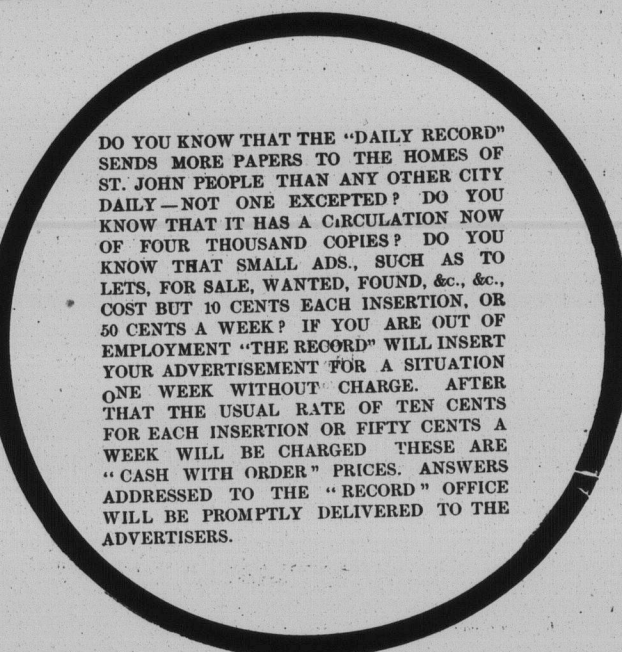 DO YOU KNOW THAT THE "DAILY RECORD"
SENDS MORE PAPERS TO THE HOMES OF
ST. JOHN PEOPLE THAN ANY OTHER CITY
DAILY—NOT ONE EXCEPTED? DO YOU
KNOW THAT IT HAS A CIRCULATION NOW
OF FOUR THOUSAND COPIES? DO YOU
KNOW THAT SMALL ADS., SUCH AS TO
LETS, FOR SALE, WANTED, FOUND, &c., &c.,
COST BUT 10 CENTS EACH INSERTION, OR
50 CENTS A WEEK? IF YOU ARE OUT OF
EMPLOYMENT "THE RECORD" WILL INSERT
YOUR ADVERTISEMENT FOR A SITUATION
ONE WEEK WITHOUT CHARGE. AFTER
THAT THE USUAL RATE OF TEN CENTS
FOR EACH INSERTION OR FIFTY CENTS A
WEEK WILL BE CHARGED THESE ARE
"CASH WITH ORDER" PRICES. ANSWERS
ADDRESSED TO THE "RECORD" OFFICE
WILL BE PROMPTLY DELIVERED TO THE
ADVERTISERS.